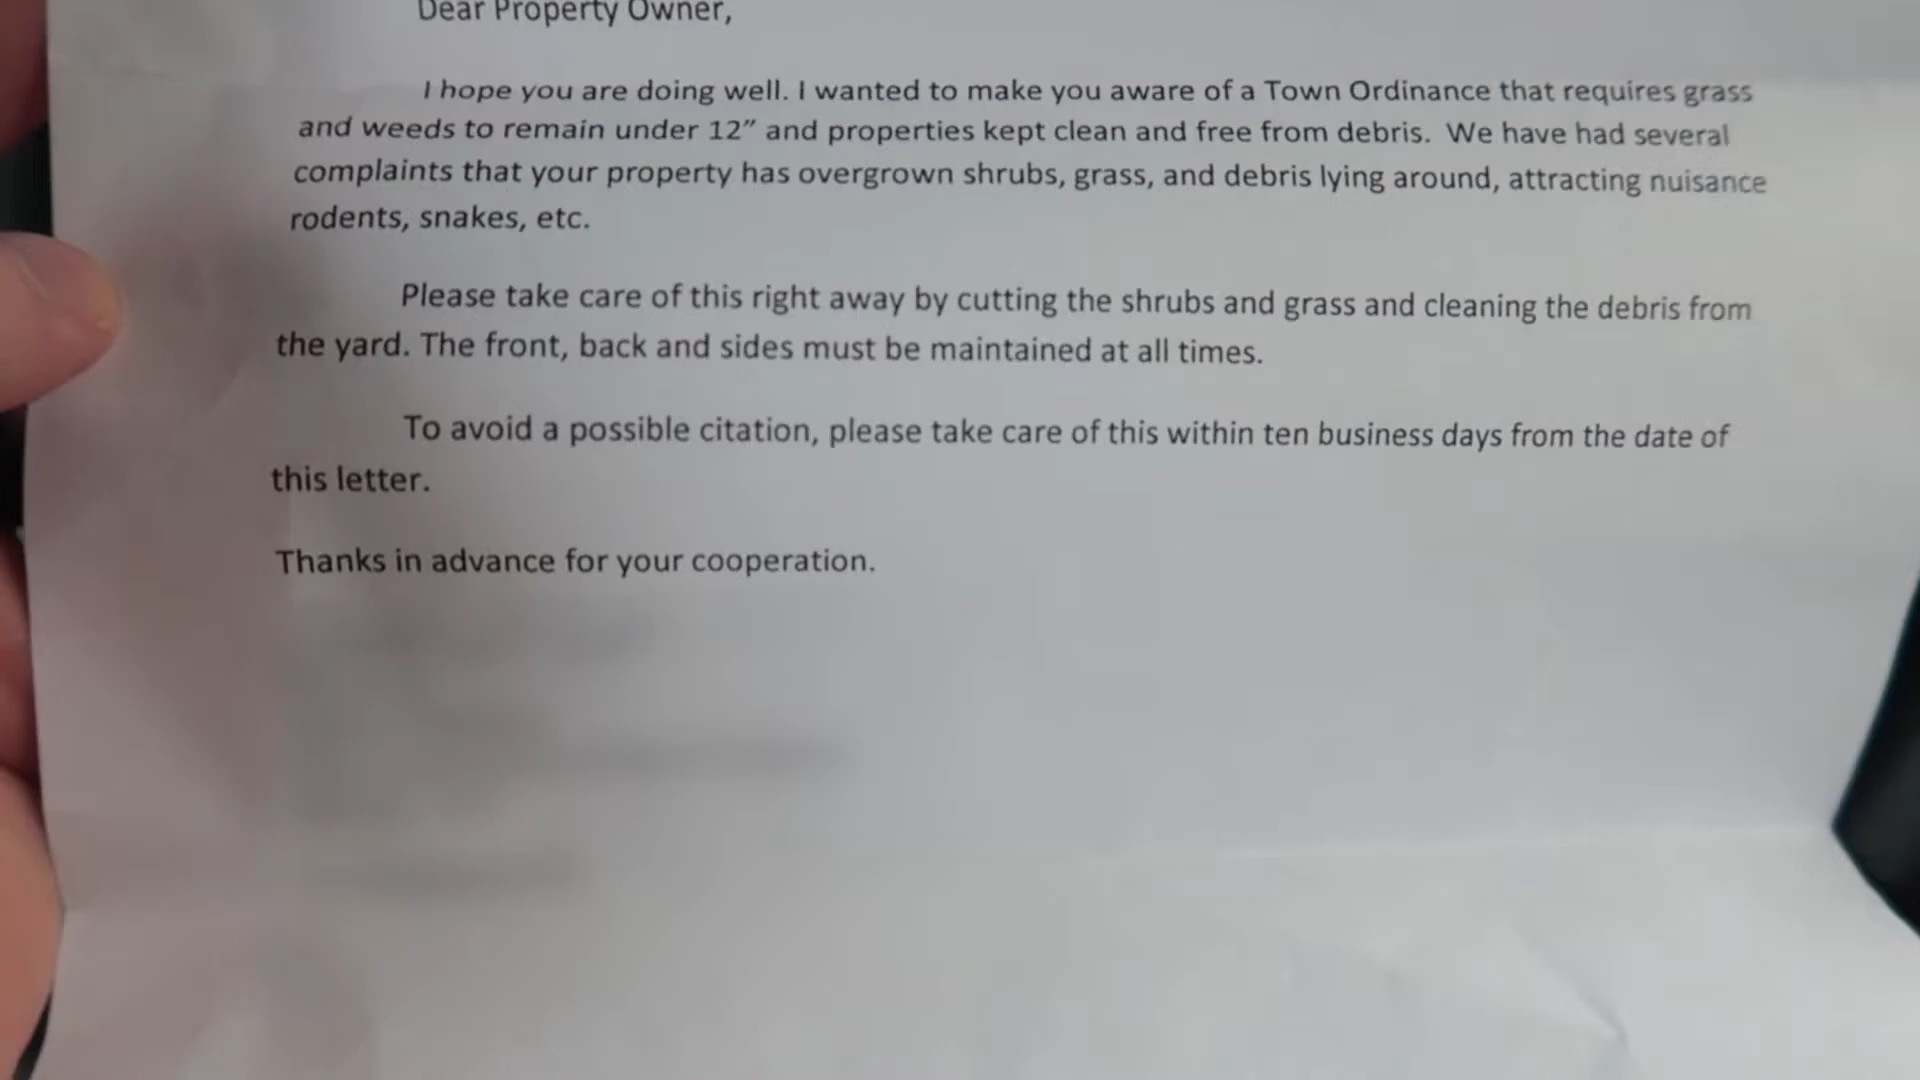 Dear Property Owner,
I hope you are doing well. I wanted to make you aware of a Town Ordinance that requires grass
and weeds to remain under 12” and properties kept clean and free from debris. We have had several
complaints that your property has overgrown shrubs, grass, and debris lying around, attracting nuisance
rodents, snakes, etc.
Please take care of this right away by cutting the shrubs and grass and cleaning the debris from
the yard. The front, back and sides must be maintained at all times.
To avoid a possible citation, please take care of this within ten business days from the date of
this letter.
Thanks in advance for your cooperation.